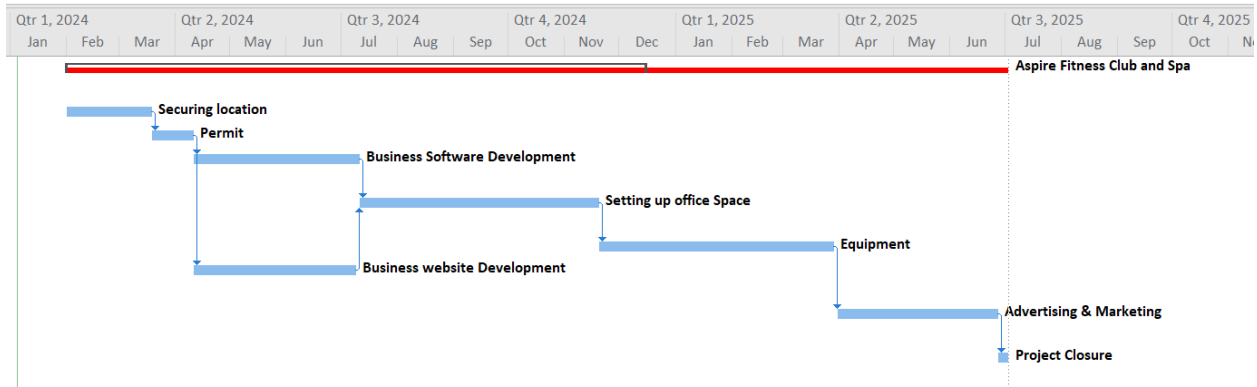 Qtr 1, 2024 Qtr 2, 2024 Qtr 3, 2024 Qtr 4, 2024 Qtr 1, 2025 Qtr 2, 2025 Qtr 3, 2025 Qtr 4, 2025
Jan Feb Mar Apr May Jun Jul Aug Sep Oct Nov Dec Jan Feb Mar Apr May Jun Jul Aug Sep Oct
Aspire Fitness Club and Spa
Securing location
Permit
Business Software Development
Setting up office Space
Equipment
Business website Development
Advertising & Marketing
Project Closure